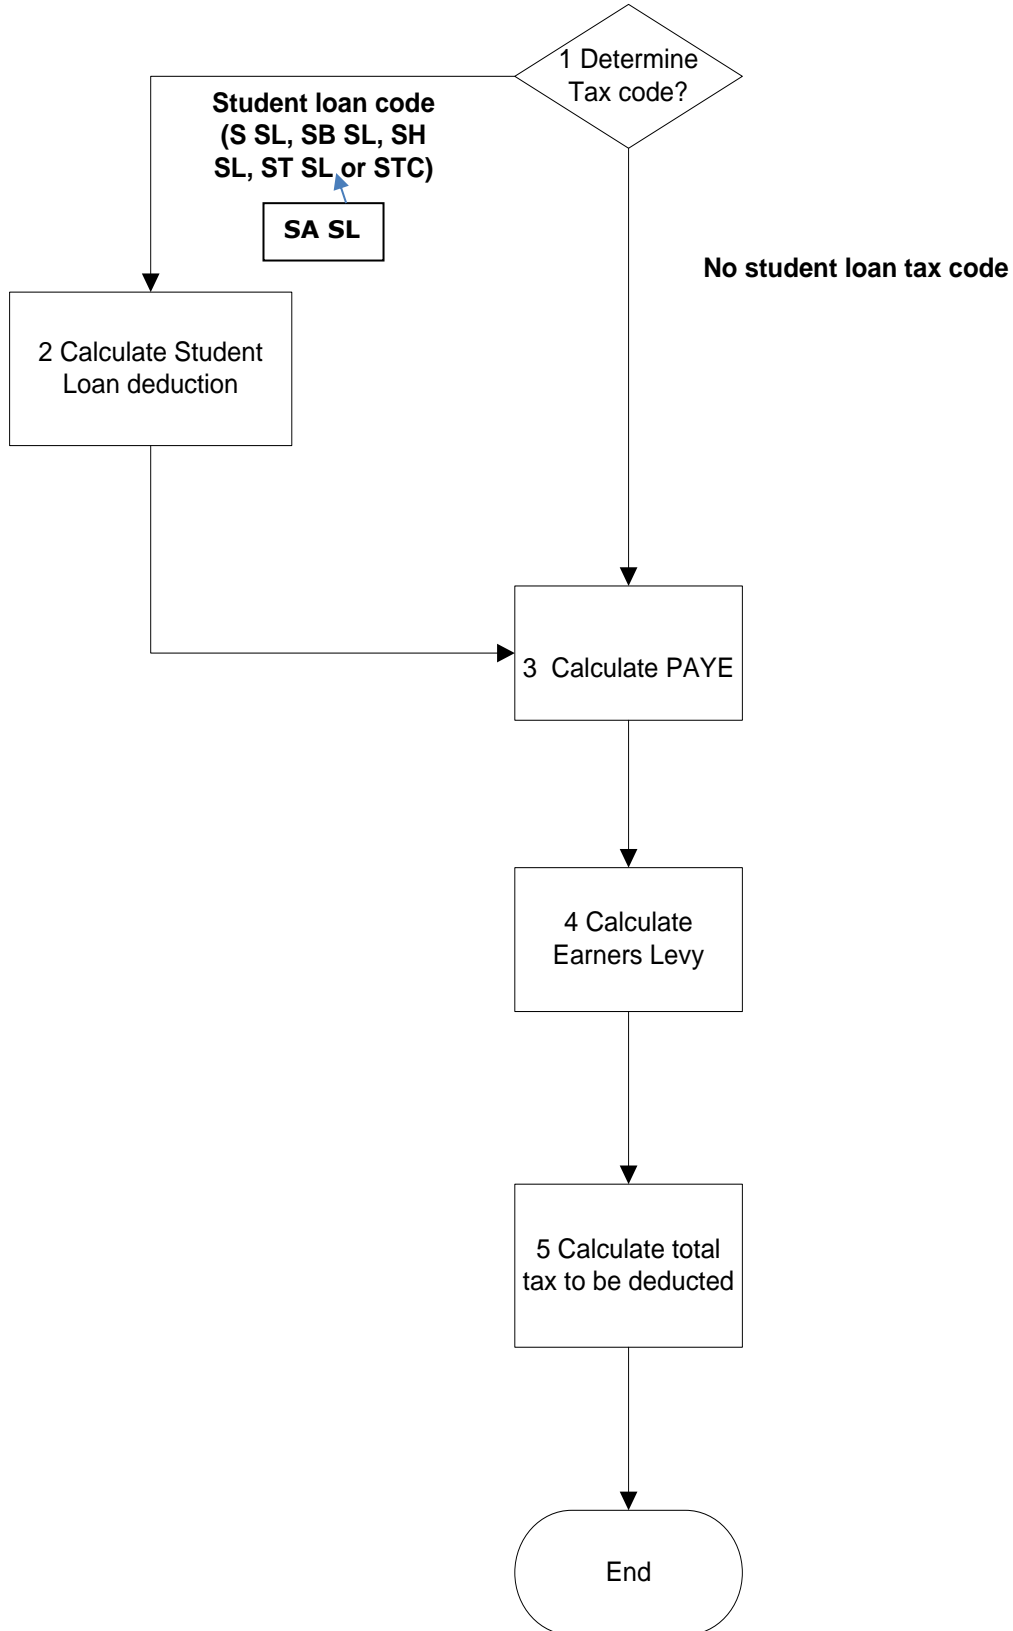 1 Determine
Tax code?
Student loan code
(S SL, SB SL, SH
SL, ST SL or STC)
SA SL
No student loan tax code
2 Calculate Student
Loan deduction
3 Calculate PAYE
4 Calculate
Earners Levy
5 Calculate total
tax to be deducted
End